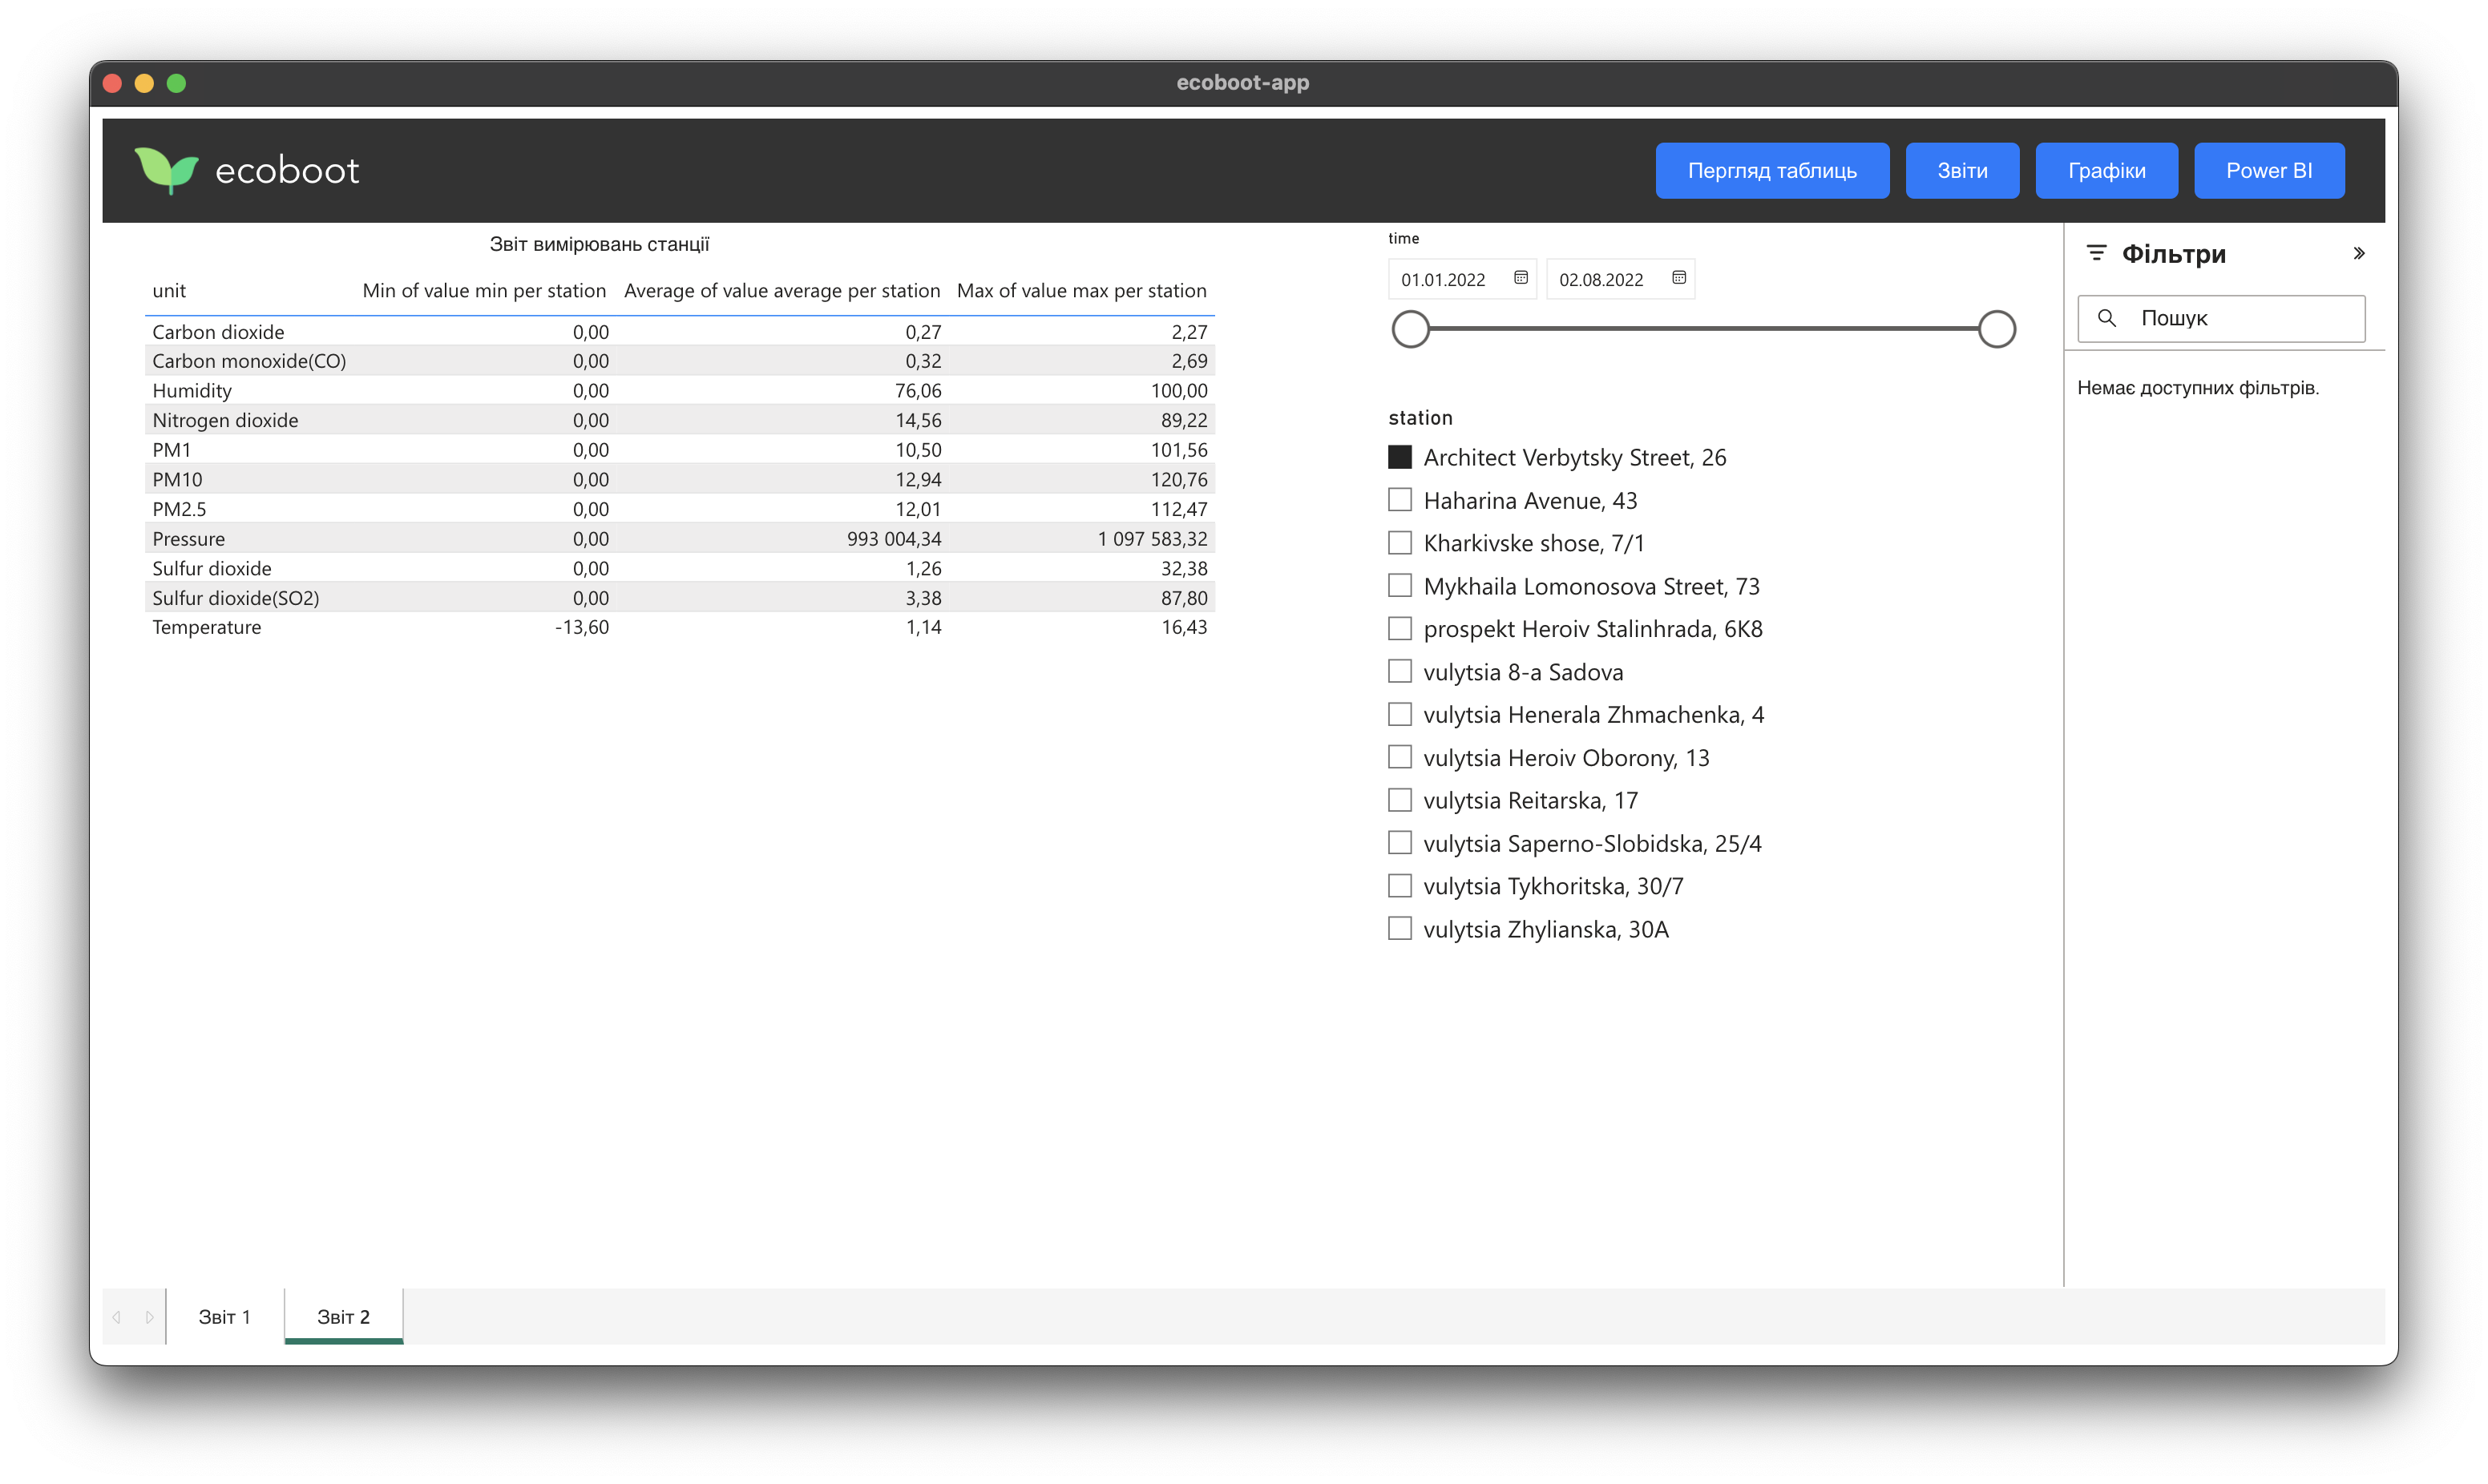 ecoboot-app
ecoboot
Пергляд таблиць Звіти Графіки Power BI
Звіт вимірювань станції
unit Min of value min per station Average of value average per station Max of value max per station
Carbon dioxide 0,00 0,27 2,27
Carbon monoxide(CO) 0,00 0,32 2,69
Humidity 0,00 76,06 100,00
Nitrogen dioxide 0,00 14,56 89,22
PM1 0,00 10,50 101,56
PM10 0,00 12,94 120,76
PM2.5 0,00 12,01 112,47
Pressure 0,00 993 004,34 1 097 583,32
Sulfur dioxide 0,00 1,26 32,38
Sulfur dioxide(SO2) 0,00 3,38 87,80
Temperature -13,60 1,14 16,43
time
01.01.2022 02.08.2022
station
Architect Verbytsky Street, 26
Haharina Avenue, 43
Kharkivske shose, 7/1
Mykhaila Lomonosova Street, 73
prospekt Heroiv Stalinhrada, 6K8
vulytsia 8-a Sadova
vulytsia Henerala Zhmachenka, 4
vulytsia Heroiv Oborony, 13
vulytsia Reitarska, 17
vulytsia Saperno-Slobidska, 25/4
vulytsia Tykhoritska, 30/7
vulytsia Zhylianska, 30A
Фільтри
Пошук
Немає доступних фільтрів.
Звіт 1 Звіт 2